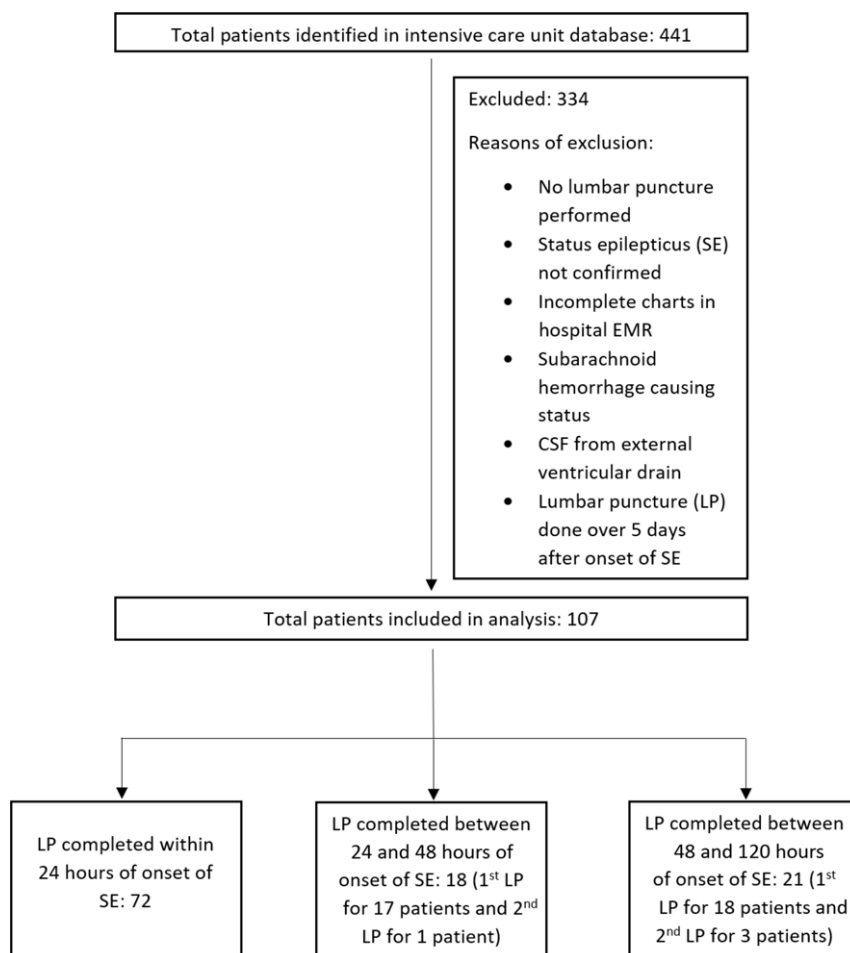 Total patients identified in intensive care unit database: 441
Excluded: 334
Reasons of exclusion:
• No lumbar puncture
performed
• Status epilepticus (SE)
not confirmed
• Incomplete charts in
hospital EMR
• Subarachnoid
hemorrhage causing
status
• CSF from external
ventricular drain
• Lumbar puncture (LP)
done over 5 days
after onset of SE
Total patients included in analysis: 107
LP completed within
24 hours of onset of
SE: 72
LP completed between
24 and 48 hours of
onset of SE: 18 (1st LP
for 17 patients and 2nd
LP for 1 patient)
LP completed between
48 and 120 hours
of onset of SE: 21 (1st
LP for 18 patients and
2nd LP for 3 patients)